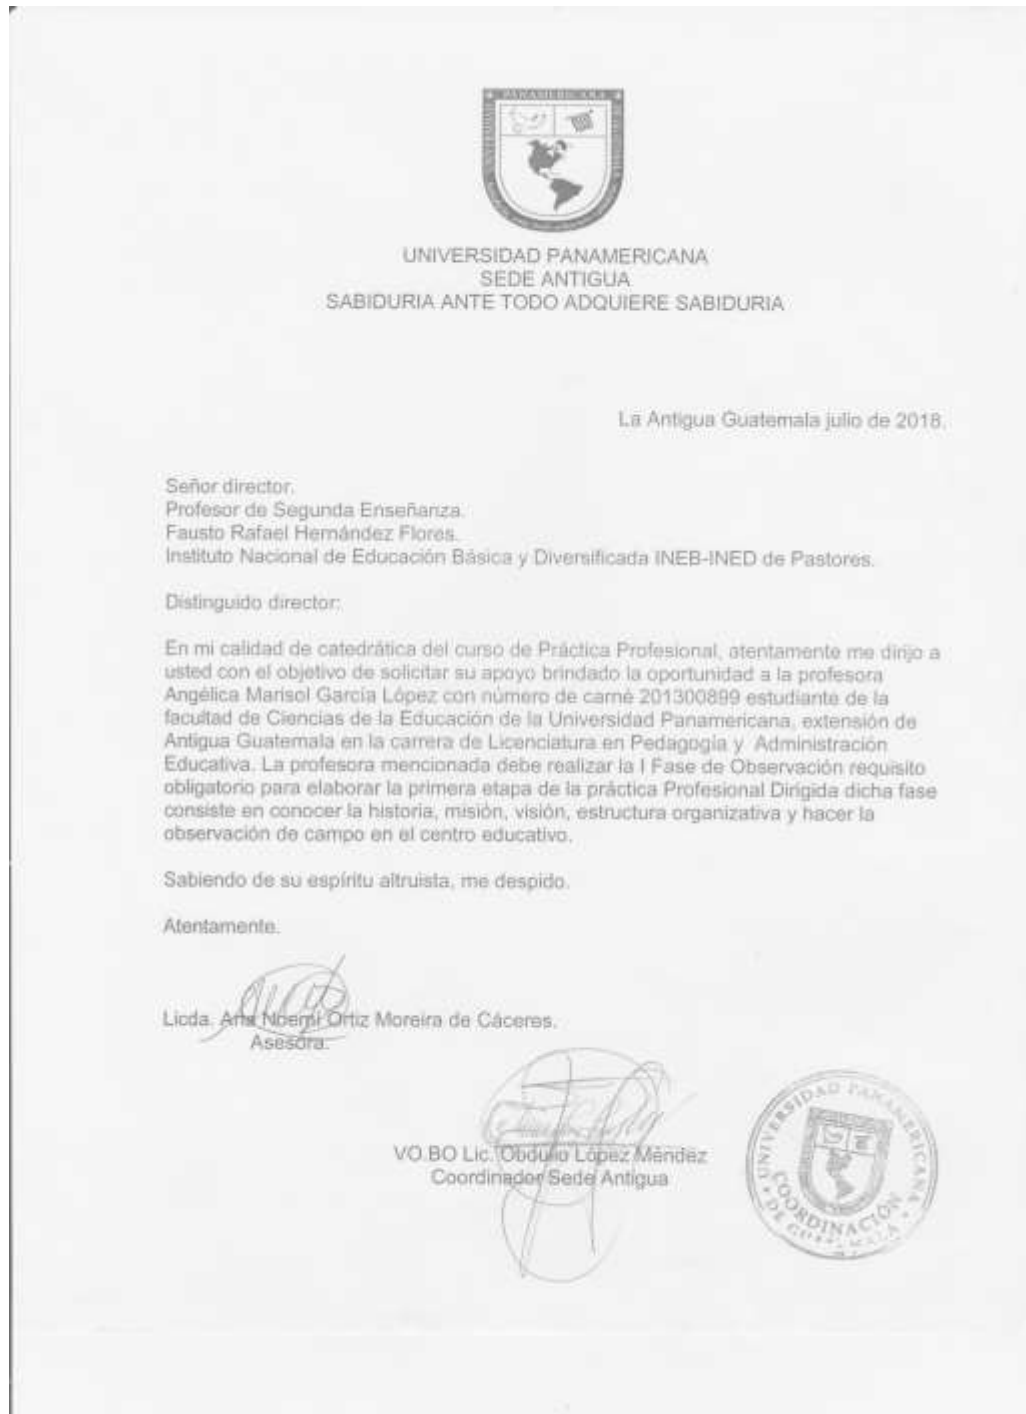 PANAMERICANA
UNIVERSIDAD PANAMERICANA
SEDE ANTIGUA
SABIDURIA ANTE TODO ADQUIERE SABIDURIA
La Antigua Guatemala julio de 2018.
Señor director.
Profesor de Segunda Enseñanza.
Fausto Rafael Hernández Flores.
Instituto Nacional de Educación Básica y Diversificada INEB-INED de Pastores.
Distinguido director:
En mi calidad de catedrática del curso de Práctica Profesional, atentamente me dirijo a
usted con el objetivo de solicitar su apoyo brindado la oportunidad a la profesora
Angélica Marisol García López con número de carné 201300899 estudiante de la
facultad de Ciencias de la Educación de la Universidad Panamericana, extensión de
Antigua Guatemala en la carrera de Licenciatura en Pedagogía y Administración
Educativa. La profesora mencionada debe realizar la I Fase de Observación requisito
obligatorio para elaborar la primera etapa de la práctica Profesional Dirigida dicha fase
consiste en conocer la historia, misión, visión, estructura organizativa y hacer la
observación de campo en el centro educativo.
Sabiendo de su espíritu altruista, me despido.
Atentamente.
Licda. Ana Noemí Ortiz Moreira de Cáceres.
Asesora.
VO.BO Lic. Obdulio López Méndez
Coordinador Sede Antigua
UNIVERSIDAD PANAMERICANA
COORDINACIÓN
DE GUATEMALA